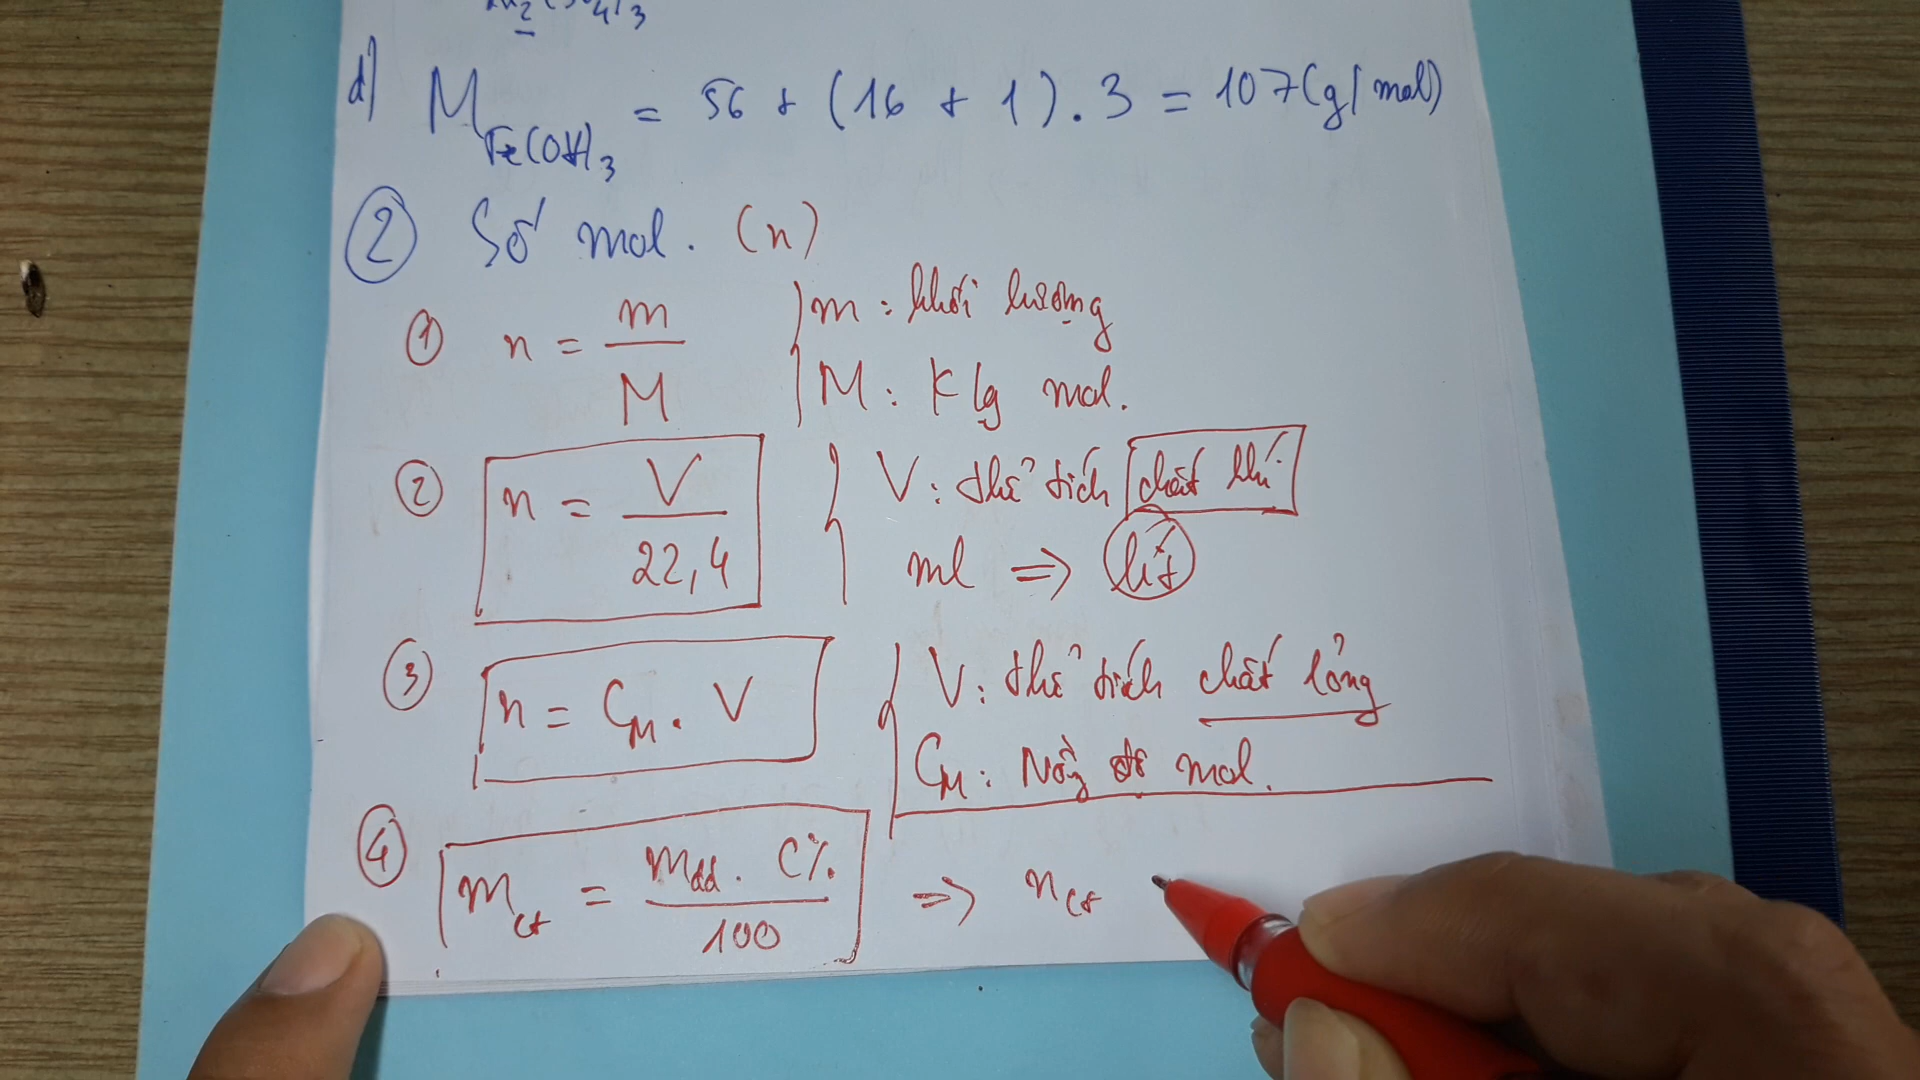 d) M Fe(OH)3 = 56 + (16 + 1) . 3 = 107 (g/mol)
② Số mol. (n)
① n = m / M
m : khối lượng
M : Klg mol.
② n = V / 22,4
V : thể tích chất khí
ml => lít
③ n = CM . V
V : thể tích chất lỏng
CM : Nồng độ mol.
④ mct = mdd . C% / 100 => nct